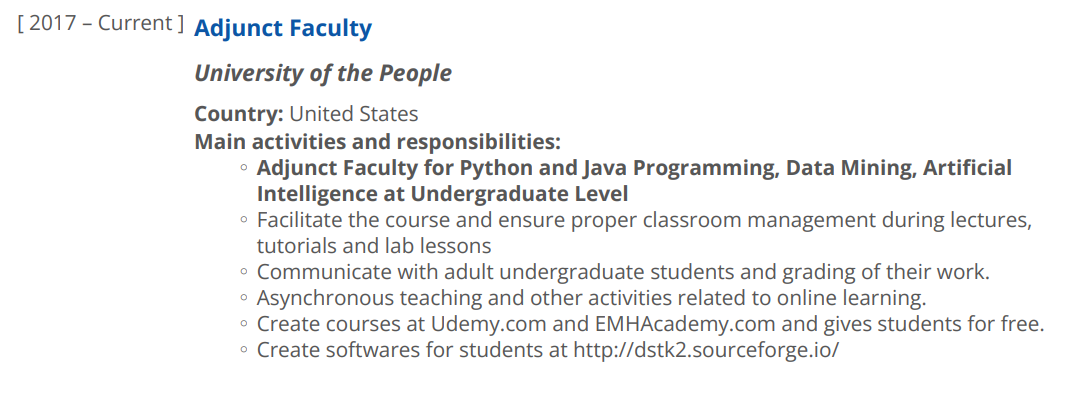 [ 2017 – Current ] Adjunct Faculty
University of the People
Country: United States
Main activities and responsibilities:
◦ Adjunct Faculty for Python and Java Programming, Data Mining, Artificial
Intelligence at Undergraduate Level
◦ Facilitate the course and ensure proper classroom management during lectures,
tutorials and lab lessons
◦ Communicate with adult undergraduate students and grading of their work.
◦ Asynchronous teaching and other activities related to online learning.
◦ Create courses at Udemy.com and EMHAcademy.com and gives students for free.
◦ Create softwares for students at http://dstk2.sourceforge.io/